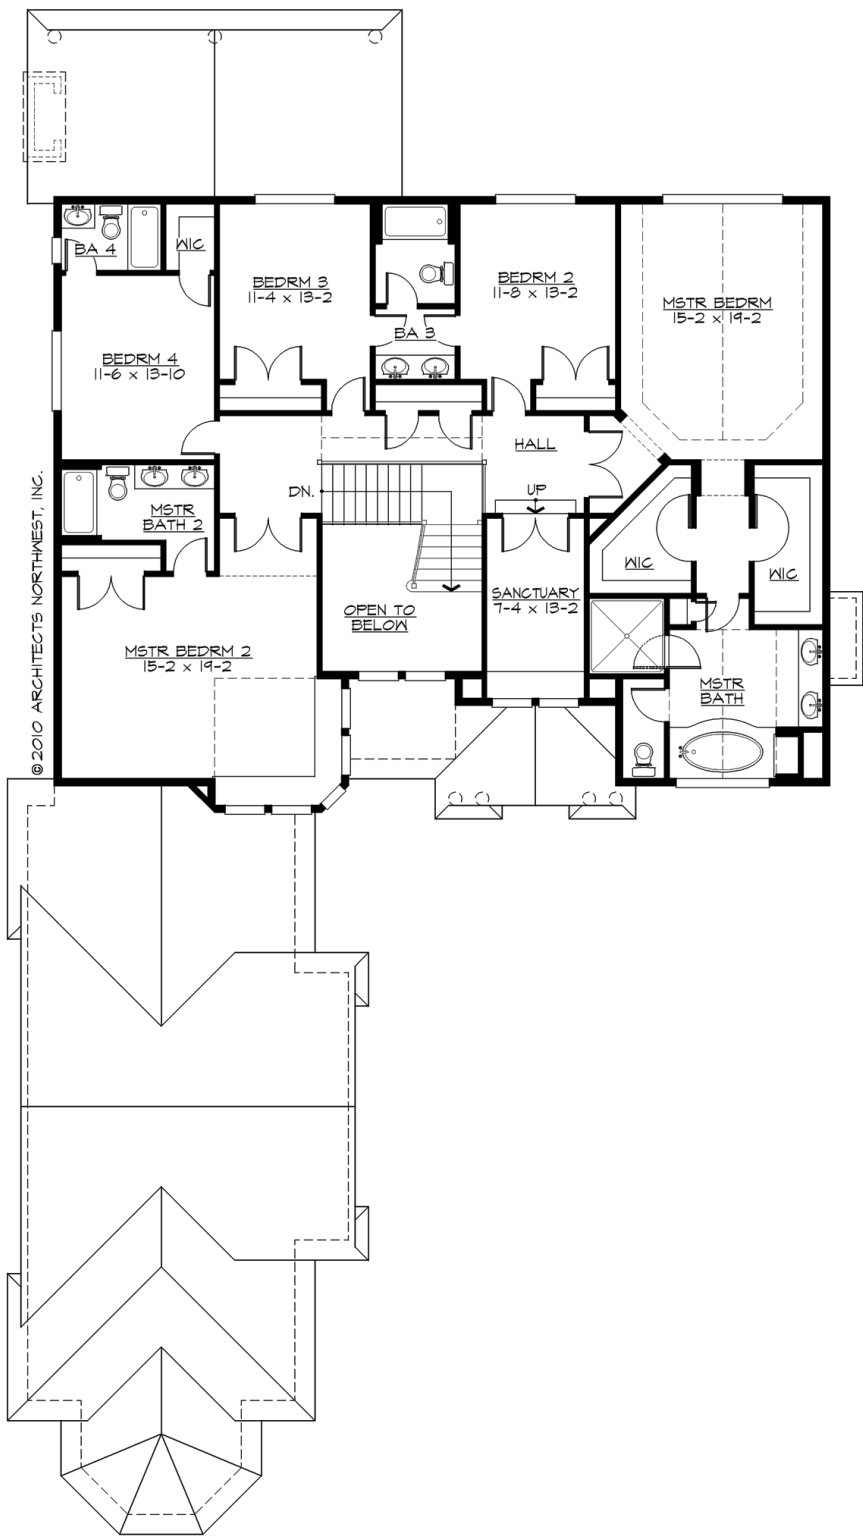 BA 4
WIC
BEDRM 3
11-4 x 13-2
BEDRM 2
11-8 x 13-2
MSTR BEDRM
15-2 x 19-2
BA 3
BEDRM 4
11-6 x 13-10
HALL
DN.
UP
MSTR
BATH 2
WIC
WIC
SANCTUARY
7-4 x 13-2
OPEN TO
BELOW
MSTR BEDRM 2
15-2 x 19-2
MSTR
BATH
© 2010 ARCHITECTS NORTHWEST, INC.